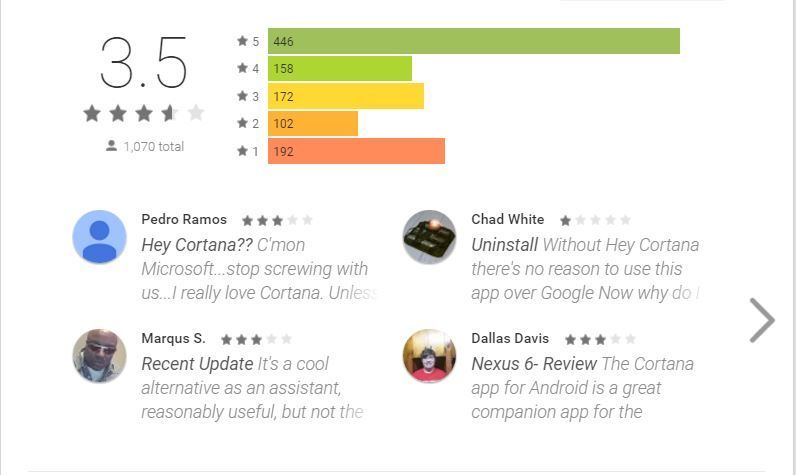 3.5
1,070 total
5 446
4 158
3 172
2 102
1 192
Pedro Ramos
Hey Cortana?? C'mon
Microsoft...stop screwing with
us...I really love Cortana. Unless
Chad White
Uninstall Without Hey Cortana
there's no reason to use this
app over Google Now why do I
Marqus S.
Recent Update It's a cool
alternative as an assistant,
reasonably useful, but not the
Dallas Davis
Nexus 6- Review The Cortana
app for Android is a great
companion app for the